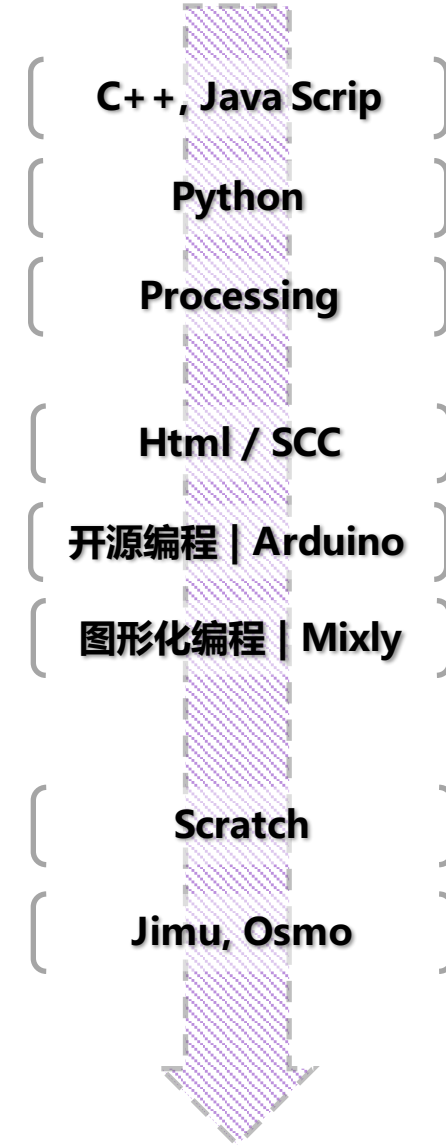 C++, Java Scrip
Python
Processing
Html / SCC
开源编程 | Arduino
图形化编程 | Mixly
Scratch
Jimu, Osmo